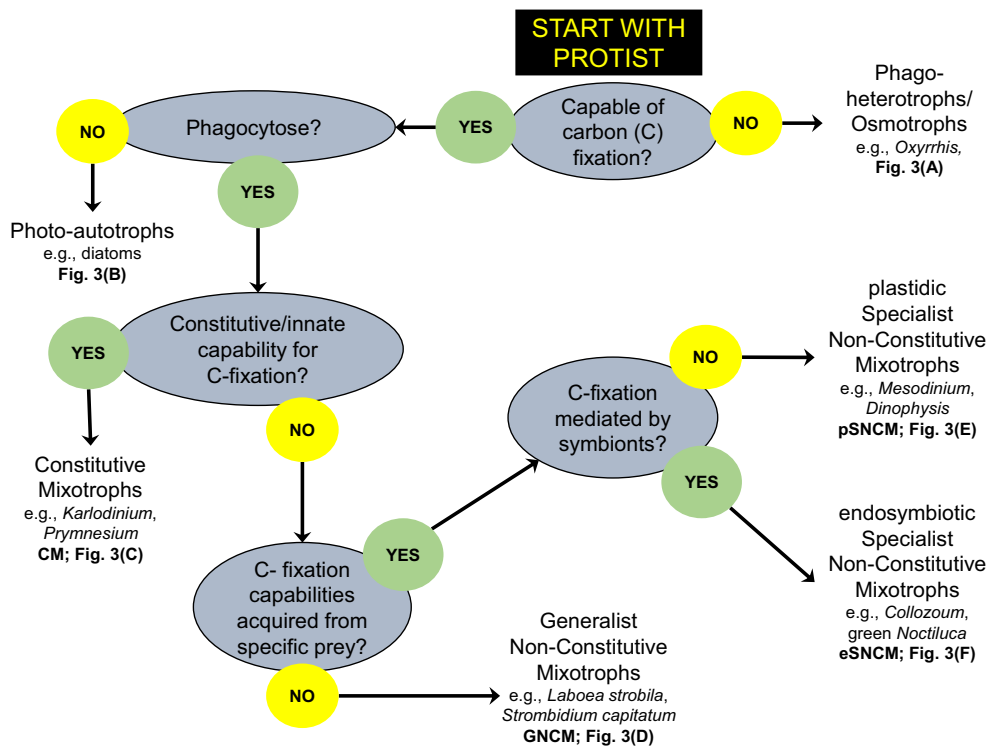 START WITH
PROTIST
Capable of
carbon (C)
fixation?
NO
Phago-
heterotrophs/
Osmotrophs
e.g., Oxyrrhis,
Fig. 3(A)
YES
Phagocytose?
NO
Photo-autotrophs
e.g., diatoms
Fig. 3(B)
YES
Constitutive/innate
capability for
C-fixation?
YES
Constitutive
Mixotrophs
e.g., Karlodinium,
Prymnesium
CM; Fig. 3(C)
NO
C- fixation
capabilities
acquired from
specific prey?
NO
Generalist
Non-Constitutive
Mixotrophs
e.g., Laboea strobila,
Strombidium capitatum
GNCM; Fig. 3(D)
YES
C-fixation
mediated by
symbionts?
NO
plastidic
Specialist
Non-Constitutive
Mixotrophs
e.g., Mesodinium,
Dinophysis
pSNCM; Fig. 3(E)
YES
endosymbiotic
Specialist
Non-Constitutive
Mixotrophs
e.g., Collozoum,
green Noctiluca
eSNCM; Fig. 3(F)